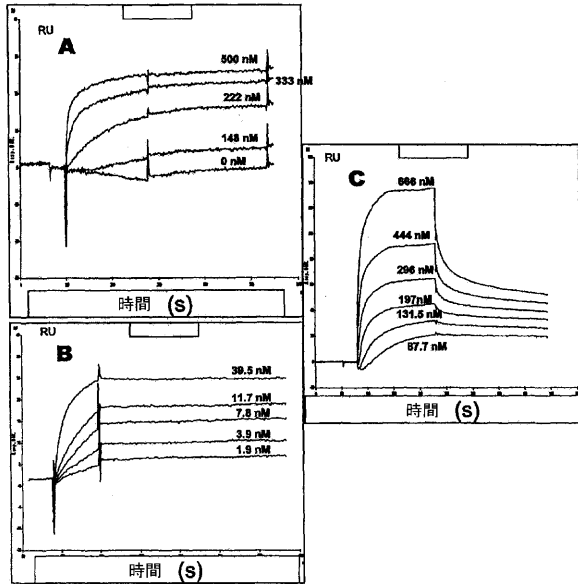 RU
A
500 nM
333 nM
222 nM
148 nM
0 nM
時間 (s)
RU
B
39.5 nM
11.7 nM
7.8 nM
3.9 nM
1.9 nM
時間 (s)
RU
C
666 nM
444 nM
296 nM
197nM
131.5 nM
87.7 nM
時間 (s)